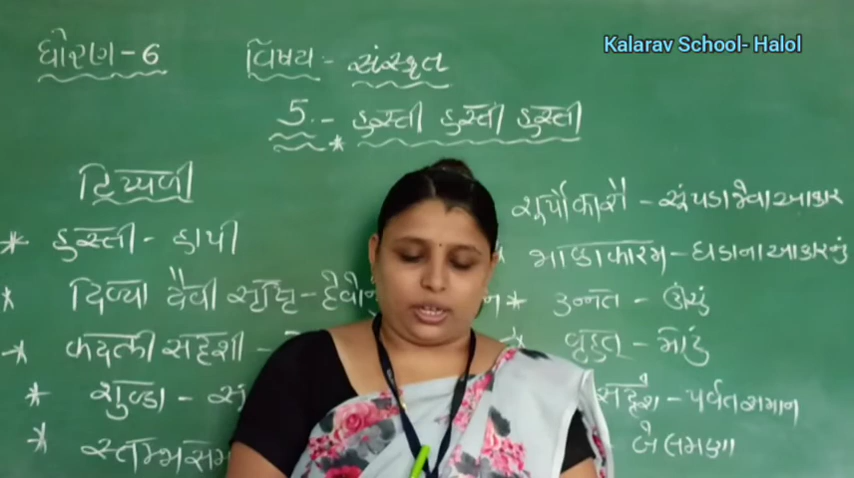 Kalarav School- Halol
ધોરણ - 6
વિષય :- સંસ્કૃત
5.- હસ્તી હસ્તી હસ્તી
ટિપ્પણી
* હસ્તી - હાથી
* દિવ્યા દૈવી સૃષ્ટિ - દેવોની
* કદલી સદૃશી -
* શુણ્ડા - સં
* સ્તમ્ભસમ
શૂર્પાકારૌ - સૂંપડા જેવા આકાર
* ભાણ્ડાકારમ્ - ઘડાના આકારનું
* ઉન્નત - ઊંચું
* બૃહત્ - મોટું
સદૃશ - પર્વત સમાન
બે લમણા